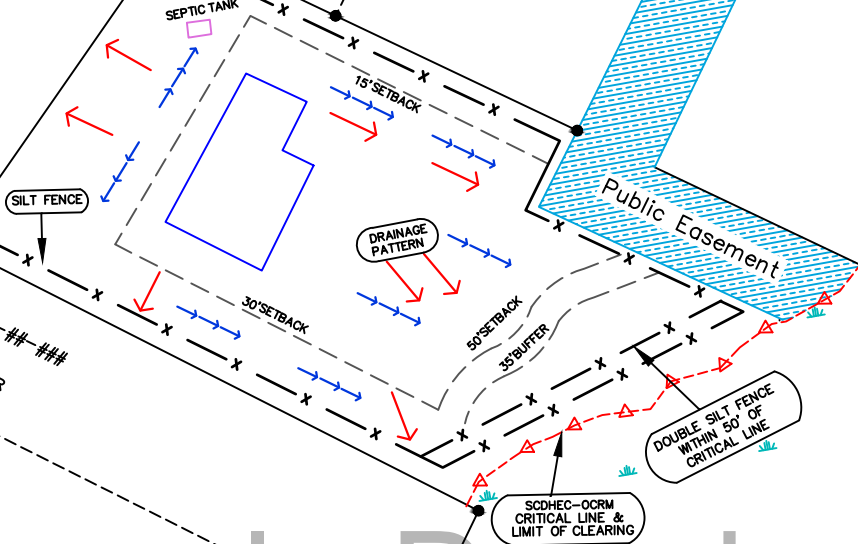 SEPTIC TANK
15'SETBACK
SILT FENCE
Public Easement
DRAINAGE
PATTERN
30'SETBACK
50'SETBACK
35'BUFFER
## ###
DOUBLE SILT FENCE
WITHIN 50' OF
CRITICAL LINE
SCDHEC-OCRM
CRITICAL LINE &
LIMIT OF CLEARING